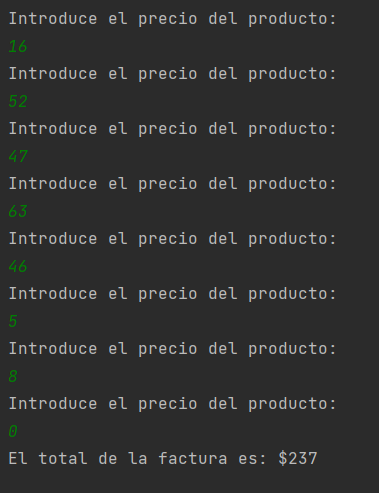 Introduce el precio del producto:
16
Introduce el precio del producto:
52
Introduce el precio del producto:
47
Introduce el precio del producto:
63
Introduce el precio del producto:
46
Introduce el precio del producto:
5
Introduce el precio del producto:
8
Introduce el precio del producto:
0
El total de la factura es: $237